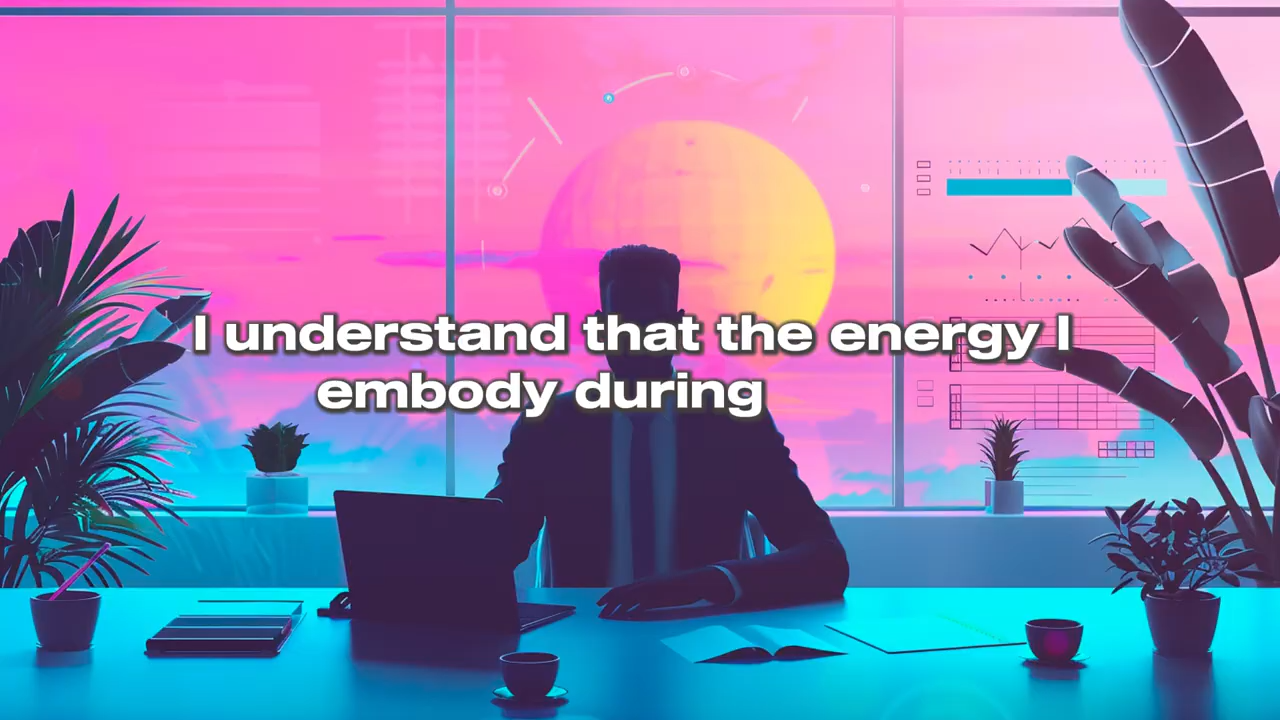 I understand that the energy I
embody during